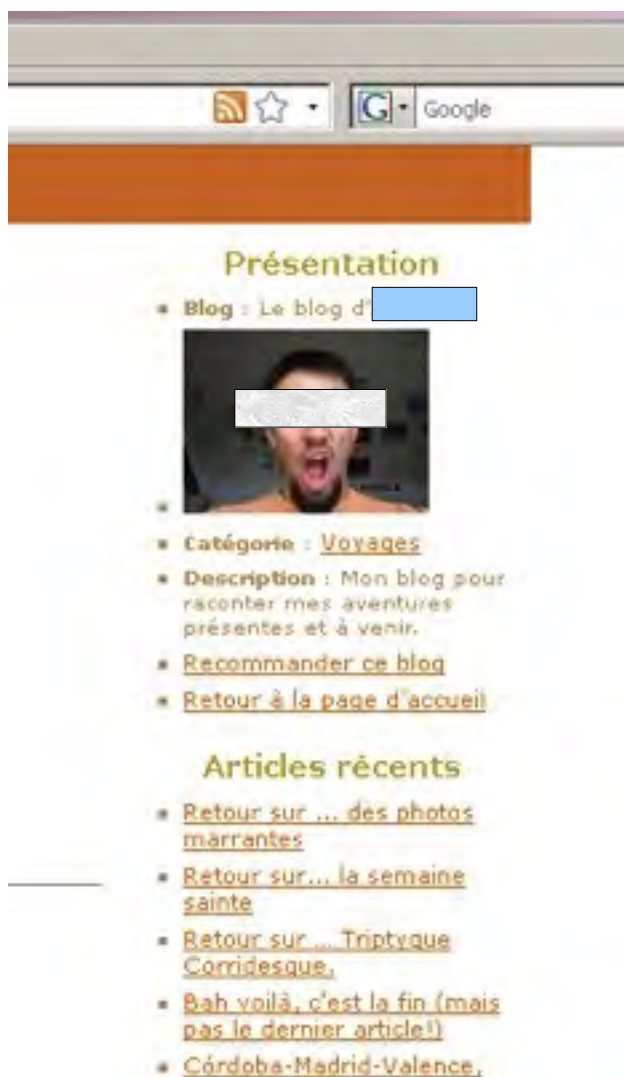 Google
Présentation
Blog : Le blog d'
Catégorie : Voyages
Description : Mon blog pour
raconter mes aventures
présentes et à venir.
Recommander ce blog
Retour à la page d'accueil
Articles récents
Retour sur ... des photos
marrantes
Retour sur... la semaine
sainte
Retour sur ... Triptyque
Corridesque.
Bah voilà, c'est la fin (mais
pas le dernier article!)
Córdoba-Madrid-Valence,